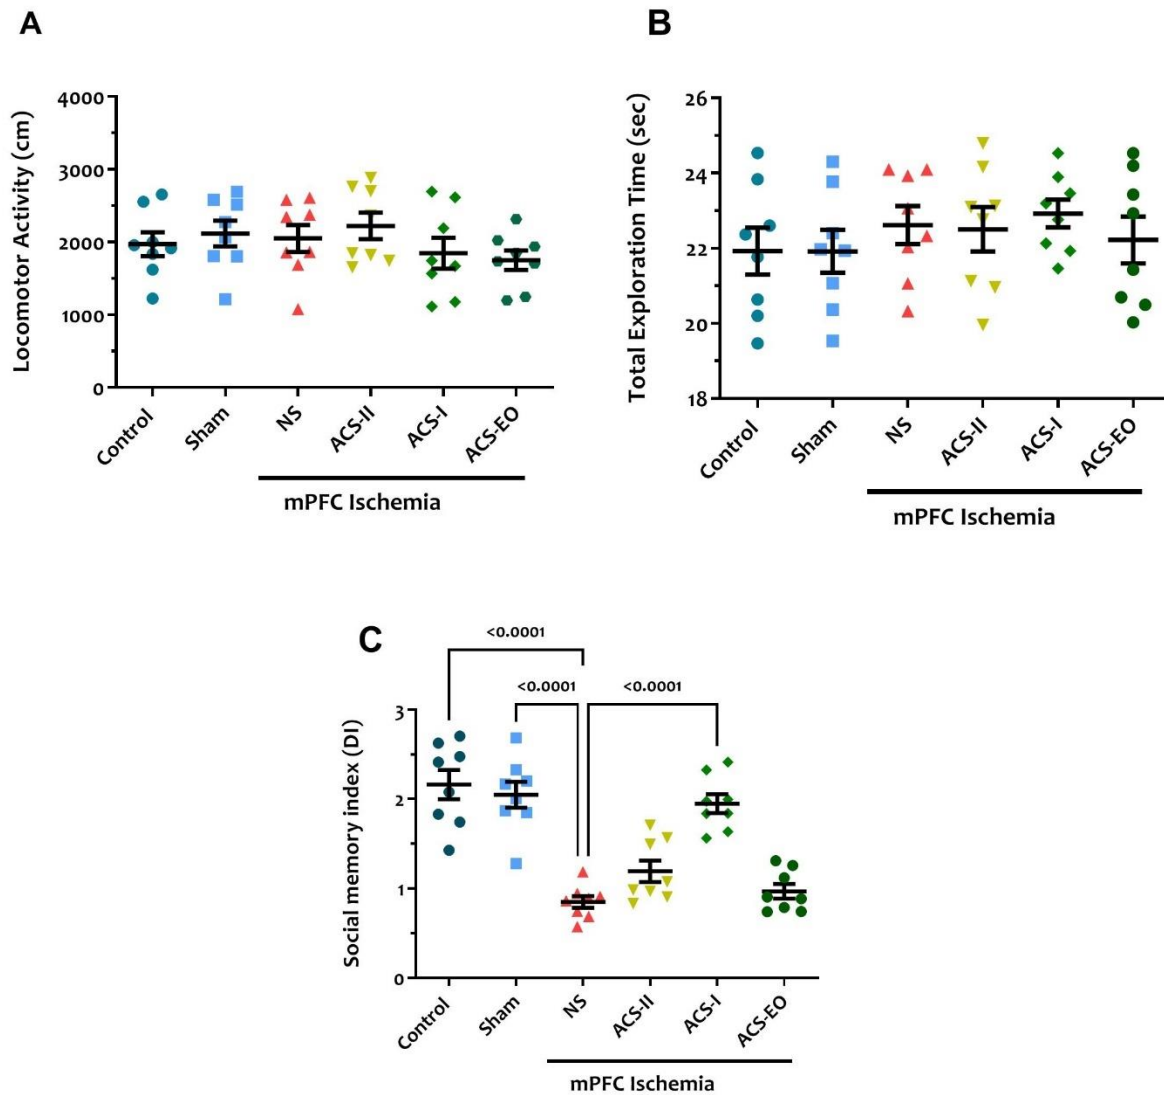 A
Locomotor Activity (cm)
4000
3000
2000
1000
0
Control
Sham
NS
ACS-II
ACS-I
ACS-EO
mPFC Ischemia
B
Total Exploration Time (sec)
26
24
22
20
18
Control
Sham
NS
ACS-II
ACS-I
ACS-EO
mPFC Ischemia
C
<0.0001
<0.0001
<0.0001
Social memory index (DI)
3
2
1
0
Control
Sham
NS
ACS-II
ACS-I
ACS-EO
mPFC Ischemia